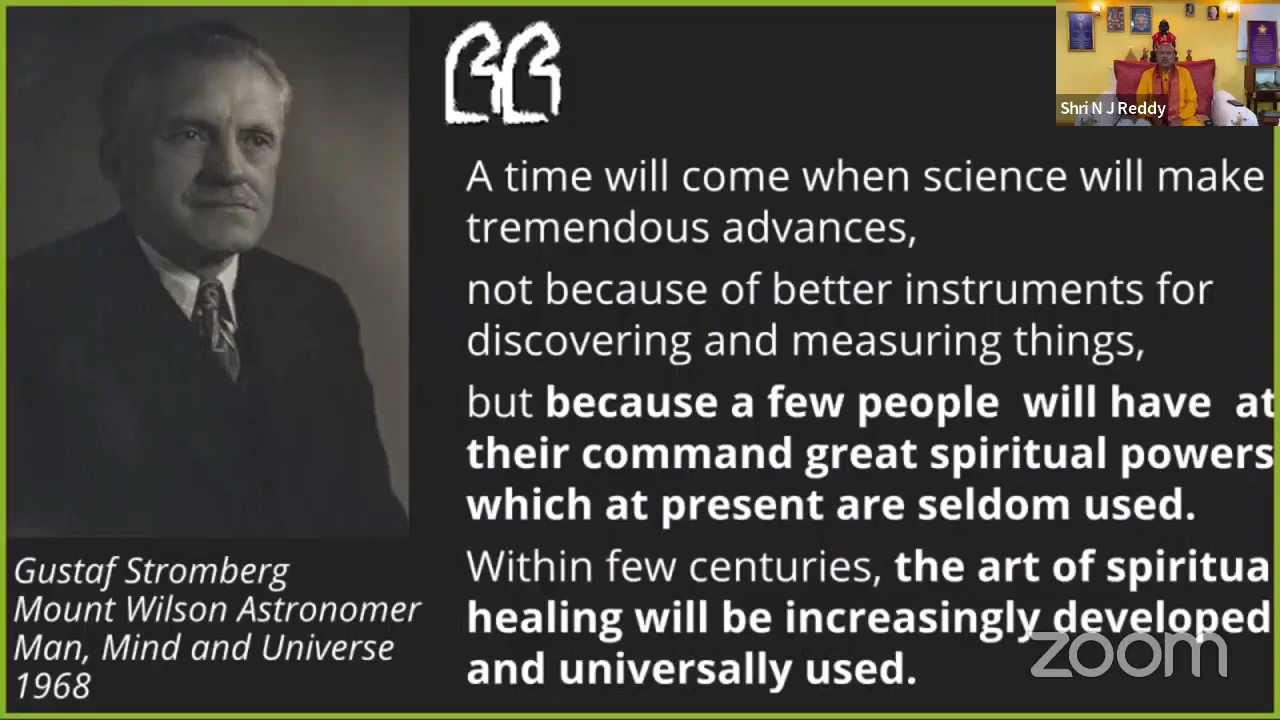 Shri N J Reddy
A time will come when science will make
tremendous advances,
not because of better instruments for
discovering and measuring things,
but because a few people will have at
their command great spiritual powers
which at present are seldom used.
Within few centuries, the art of spiritua
healing will be increasingly developed
and universally used.
Gustaf Stromberg
Mount Wilson Astronomer
Man, Mind and Universe
1968
zoom